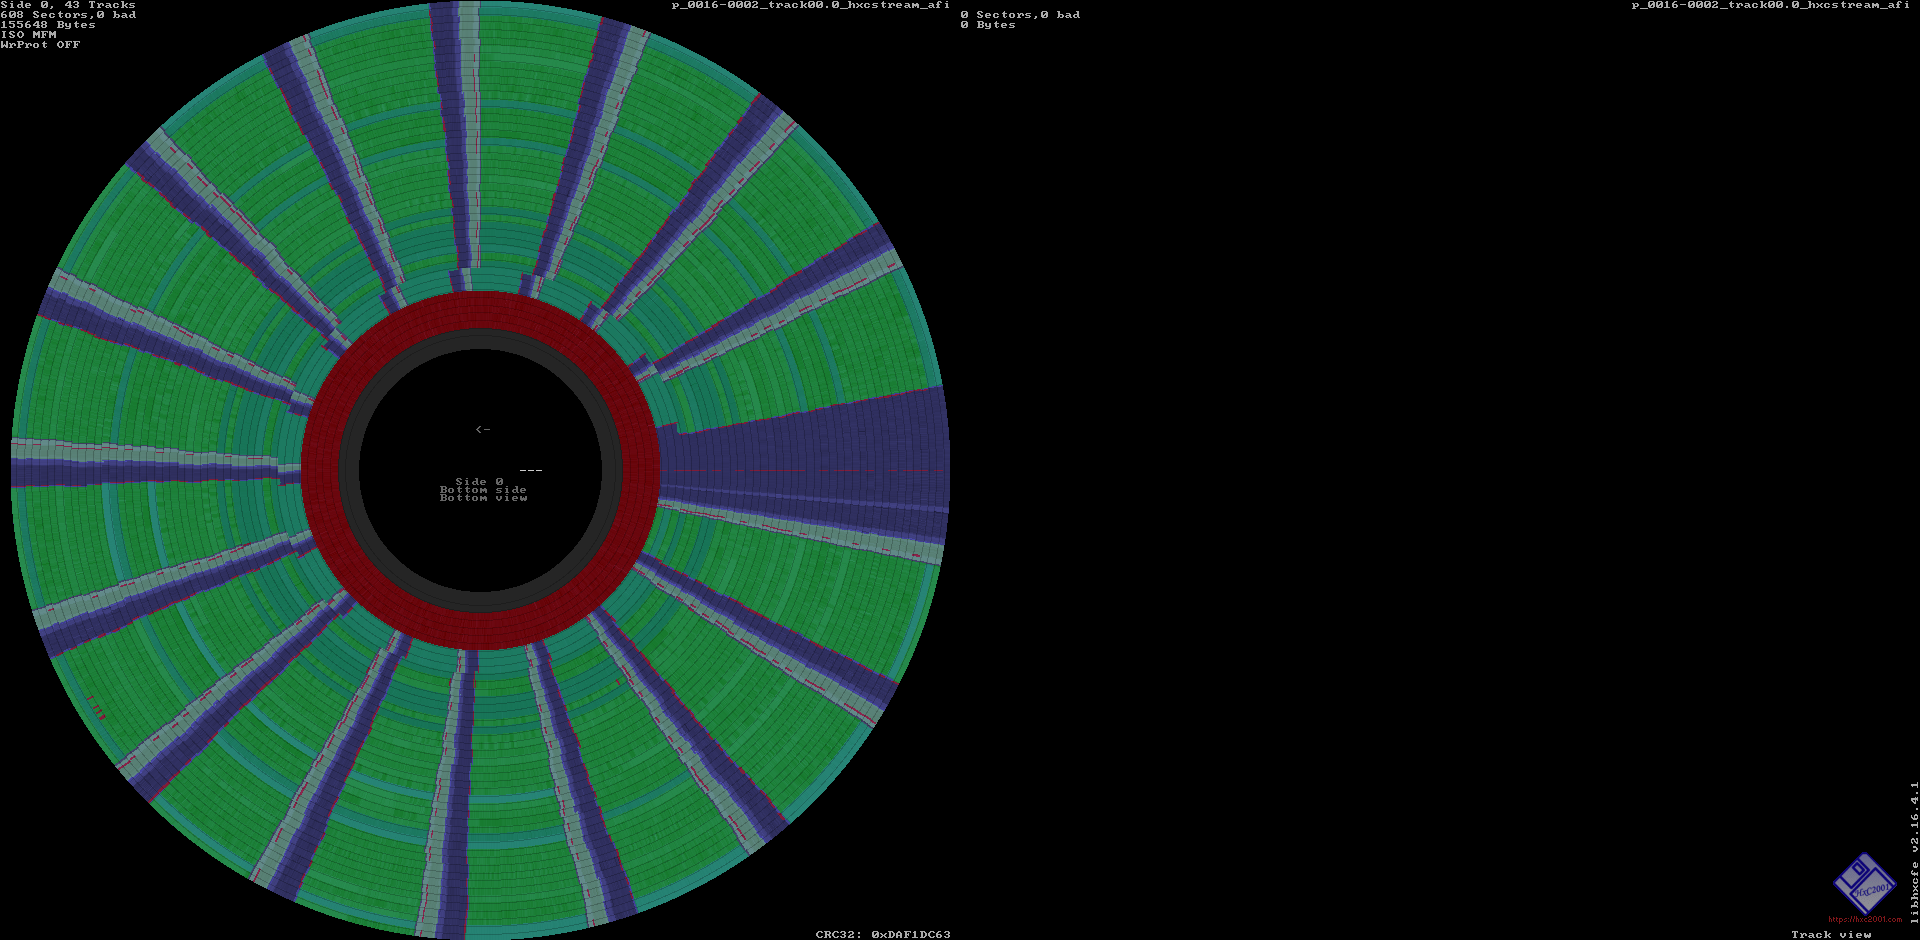 Side 0, 43 Tracks
608 Sectors,0 bad
155648 Bytes
ISO MFM
WrProt OFF
p_0016-0002_track00.0_hxcstream_afi
0 Sectors,0 bad
0 Bytes
p_0016-0002_track00.0_hxcstream_afi
<-
---
Side 0
Bottom side
Bottom view
libhxcfe v2.16.4.1
HxC2001
https://hxc2001.com
CRC32: 0xDAF1DC63
Track view